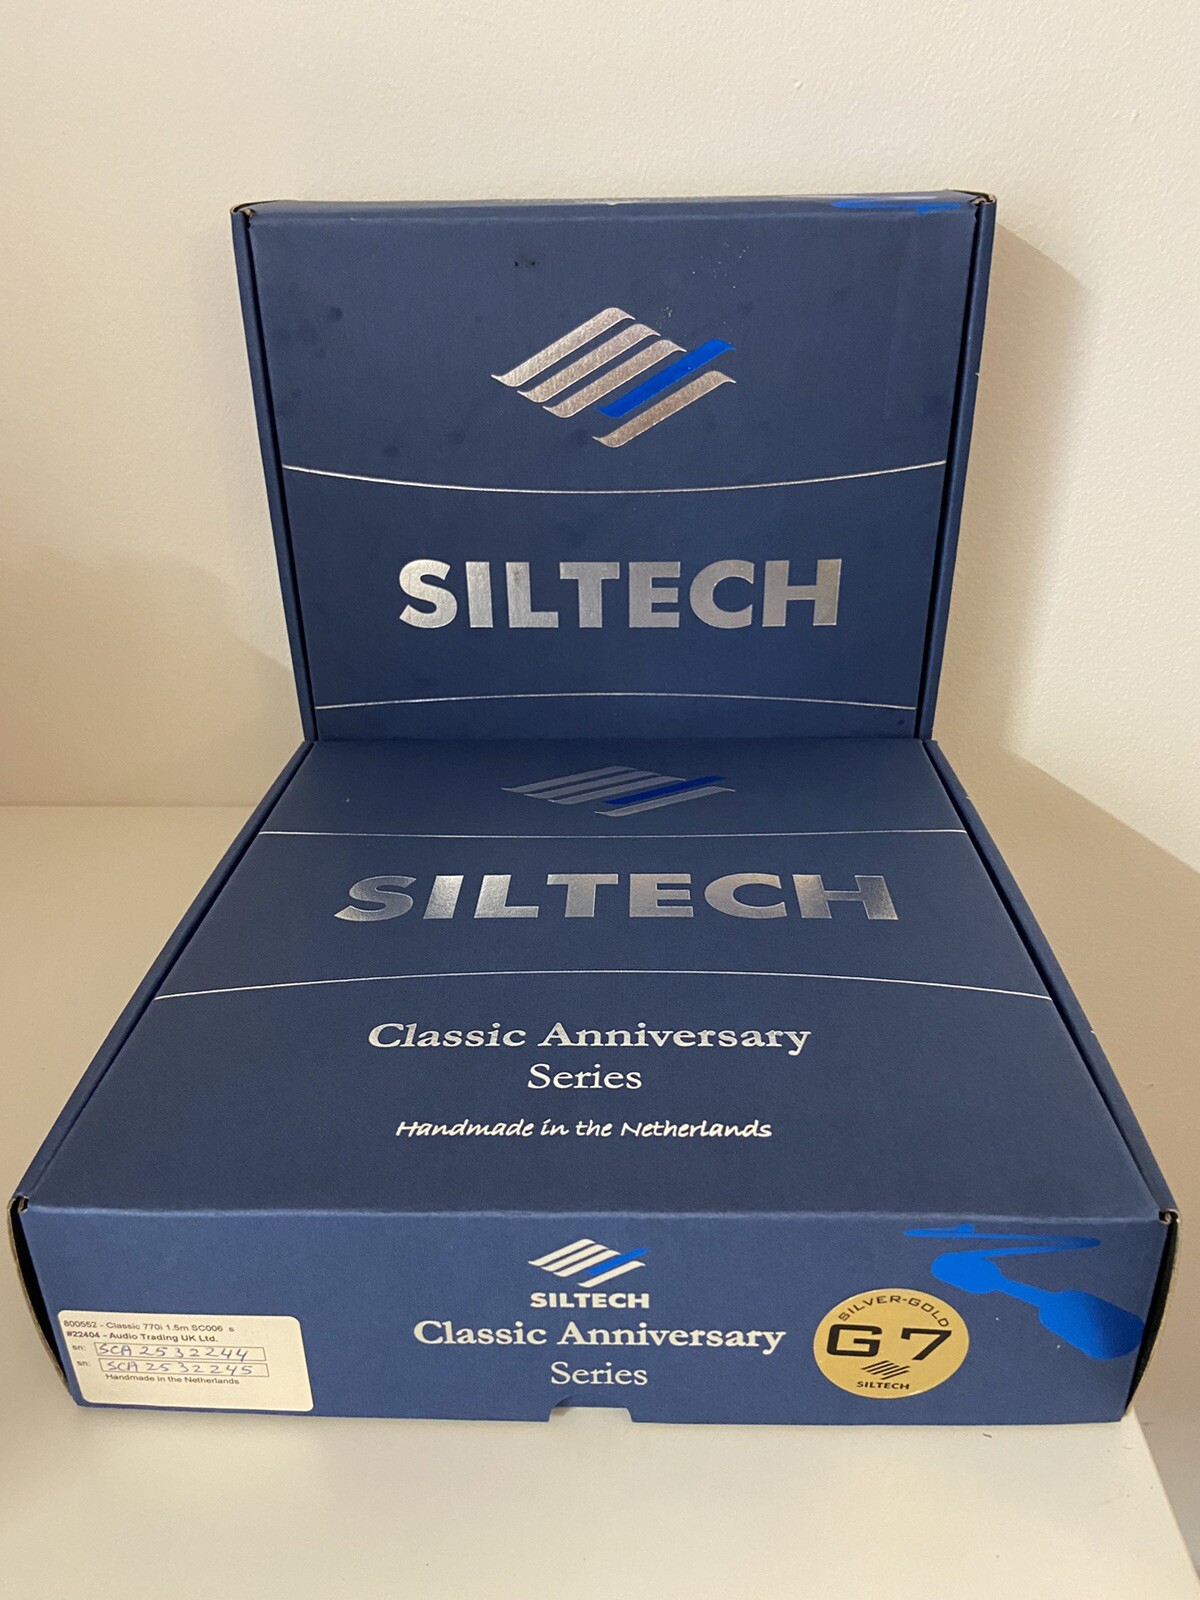 SILTECH
SILTECH
Classic Anniversary
Series
Handmade in the Netherlands
SILTECH
Classic Anniversary
Series
800552 - Classic 770i 1.5m SC006 s
#22404 - Audio Trading UK Ltd.
sn: SCA 2532244
sn: SCA 2532245
Handmade in the Netherlands
SILVER-GOLD
G7
SILTECH